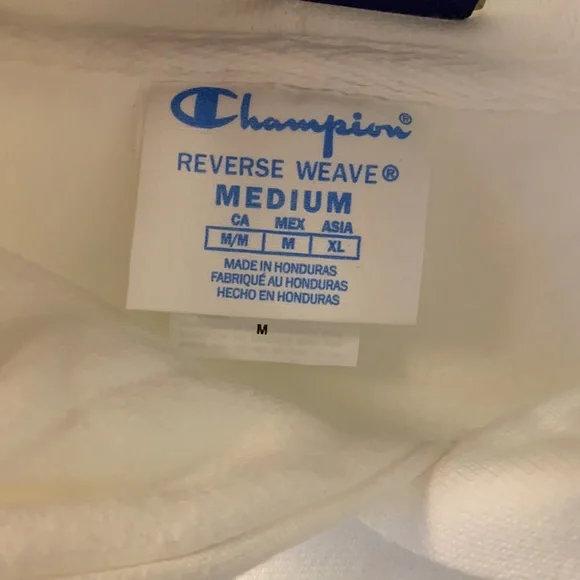 Champion®
REVERSE WEAVE®
MEDIUM
CA MEX ASIA
M/M M XL
MADE IN HONDURAS
FABRIQUÉ AU HONDURAS
HECHO EN HONDURAS
M